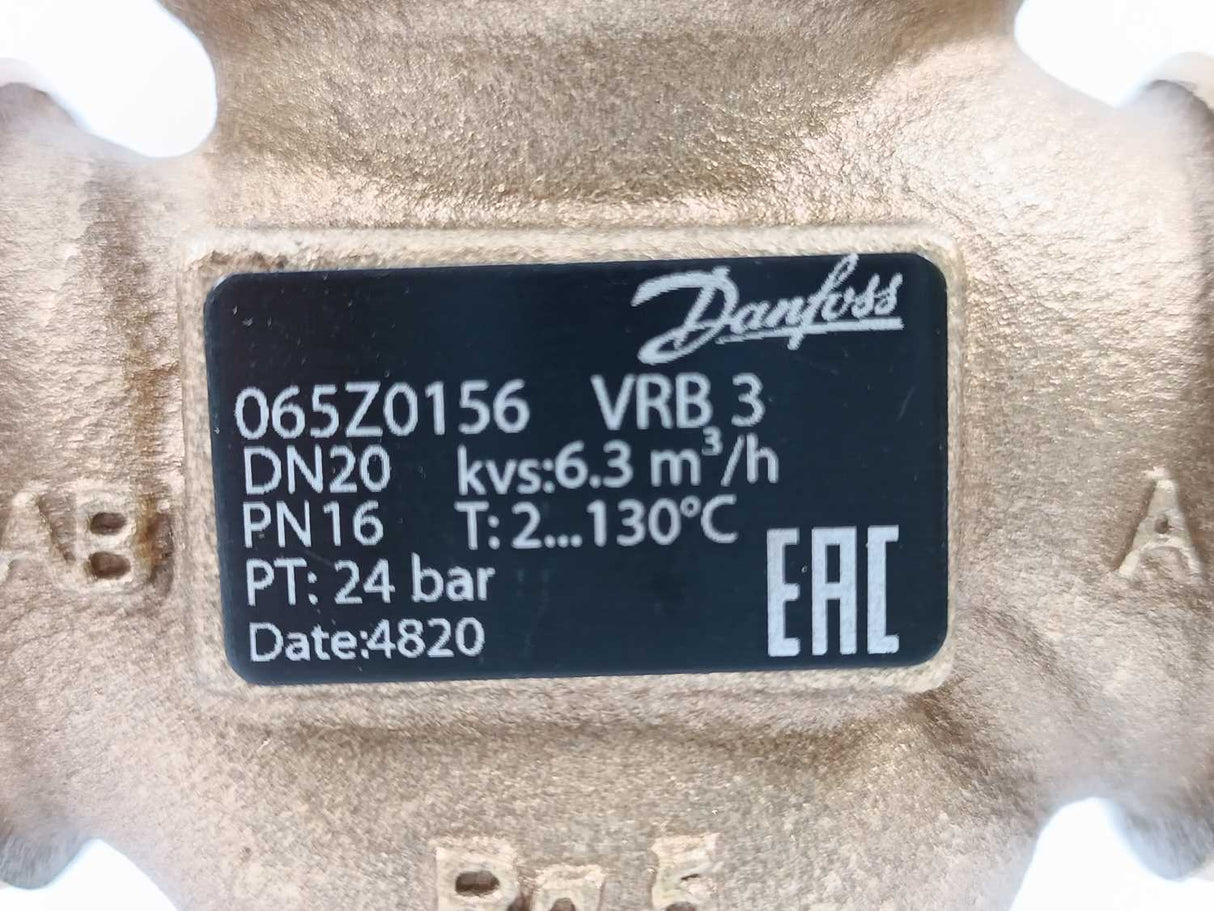 Danfoss
065Z0156 VRB 3
DN20 kvs:6.3 m³/h
PN16 T: 2...130°C
PT: 24 bar
Date:4820
EAC
AB
A